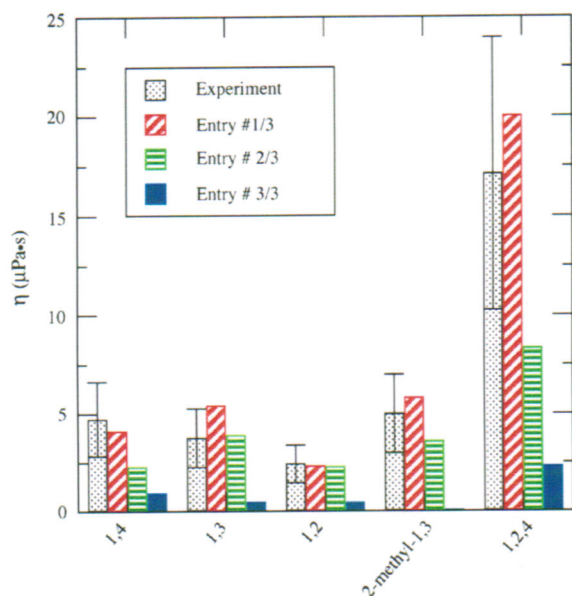 25
20
15
10
5
0
η (μPa•s)
Experiment
Entry #1/3
Entry # 2/3
Entry # 3/3
1,4
1,3
1,2
2-methyl-1,3
1,2,4